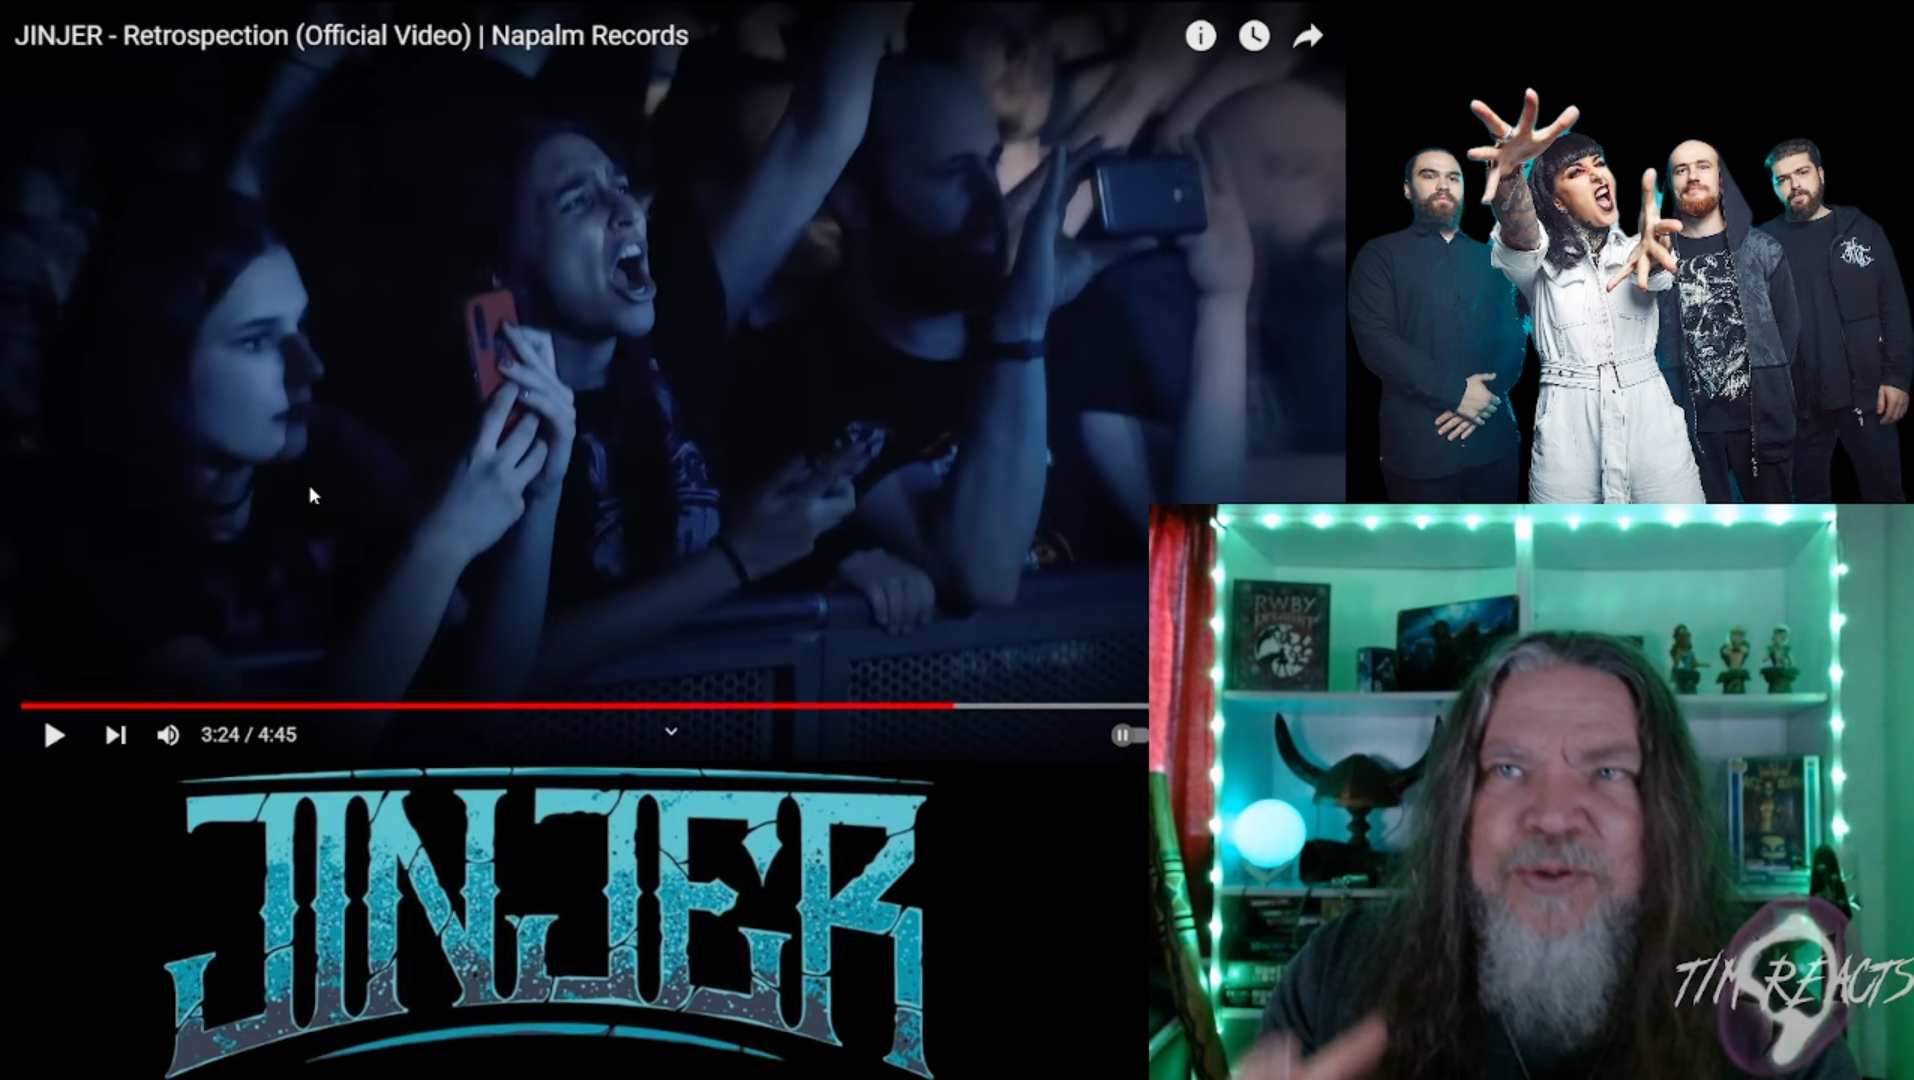 JINJER - Retrospection (Official Video) | Napalm Records
RWBY
3:24 / 4:45
JINJER
TIM REACTS